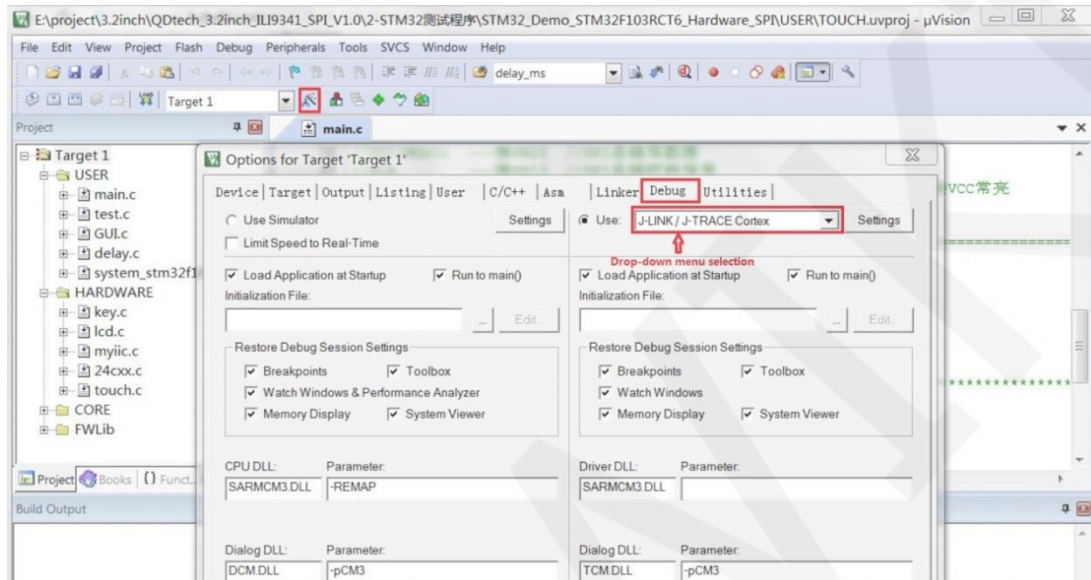 E:\project\3.2inch\QDtech_3.2inch_ILI9341_SPI_V1.0\2-STM32测试程序\STM32_Demo_STM32F103RCT6_Hardware_SPI\USER\TOUCH.uvproj - µVision
File Edit View Project Flash Debug Peripherals Tools SVCS Window Help
delay_ms
LOAD Target 1
Project main.c
Target 1
USER
main.c
test.c
GUI.c
delay.c
system_stm32f1
HARDWARE
key.c
lcd.c
myiic.c
24cxx.c
touch.c
CORE
FWLib
Project Books {} Funct..
Build Output
vcc常亮
=====================
****************
Options for Target 'Target 1'
Device Target Output Listing User C/C++ Asm Linker Debug Utilities
Use Simulator Settings
Limit Speed to Real-Time
Load Application at Startup Run to main()
Initialization File:
... Edit...
Restore Debug Session Settings
Breakpoints Toolbox
Watch Windows & Performance Analyzer
Memory Display System Viewer
CPU DLL: Parameter:
SARMCM3.DLL -REMAP
Dialog DLL: Parameter:
DCM.DLL -pCM3
Use: J-LINK / J-TRACE Cortex Settings
Drop-down menu selection
Load Application at Startup Run to main()
Initialization File:
... Edit...
Restore Debug Session Settings
Breakpoints Toolbox
Watch Windows
Memory Display System Viewer
Driver DLL: Parameter:
SARMCM3.DLL
Dialog DLL: Parameter:
TCM.DLL -pCM3